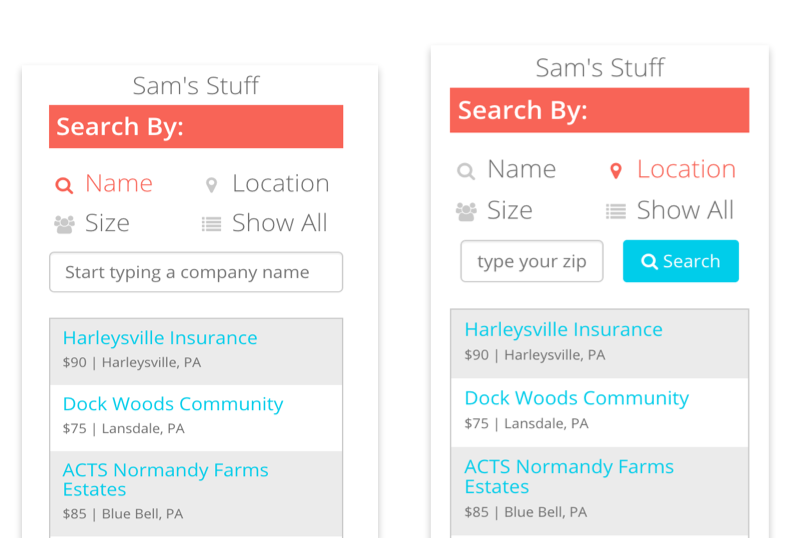 Sam's Stuff
Search By:
Name
Location
Size
Show All
Start typing a company name
Harleysville Insurance
$90 | Harleysville, PA
Dock Woods Community
$75 | Lansdale, PA
ACTS Normandy Farms
Estates
$85 | Blue Bell, PA
Sam's Stuff
Search By:
Name
Location
Size
Show All
type your zip
Search
Harleysville Insurance
$90 | Harleysville, PA
Dock Woods Community
$75 | Lansdale, PA
ACTS Normandy Farms
Estates
$85 | Blue Bell, PA